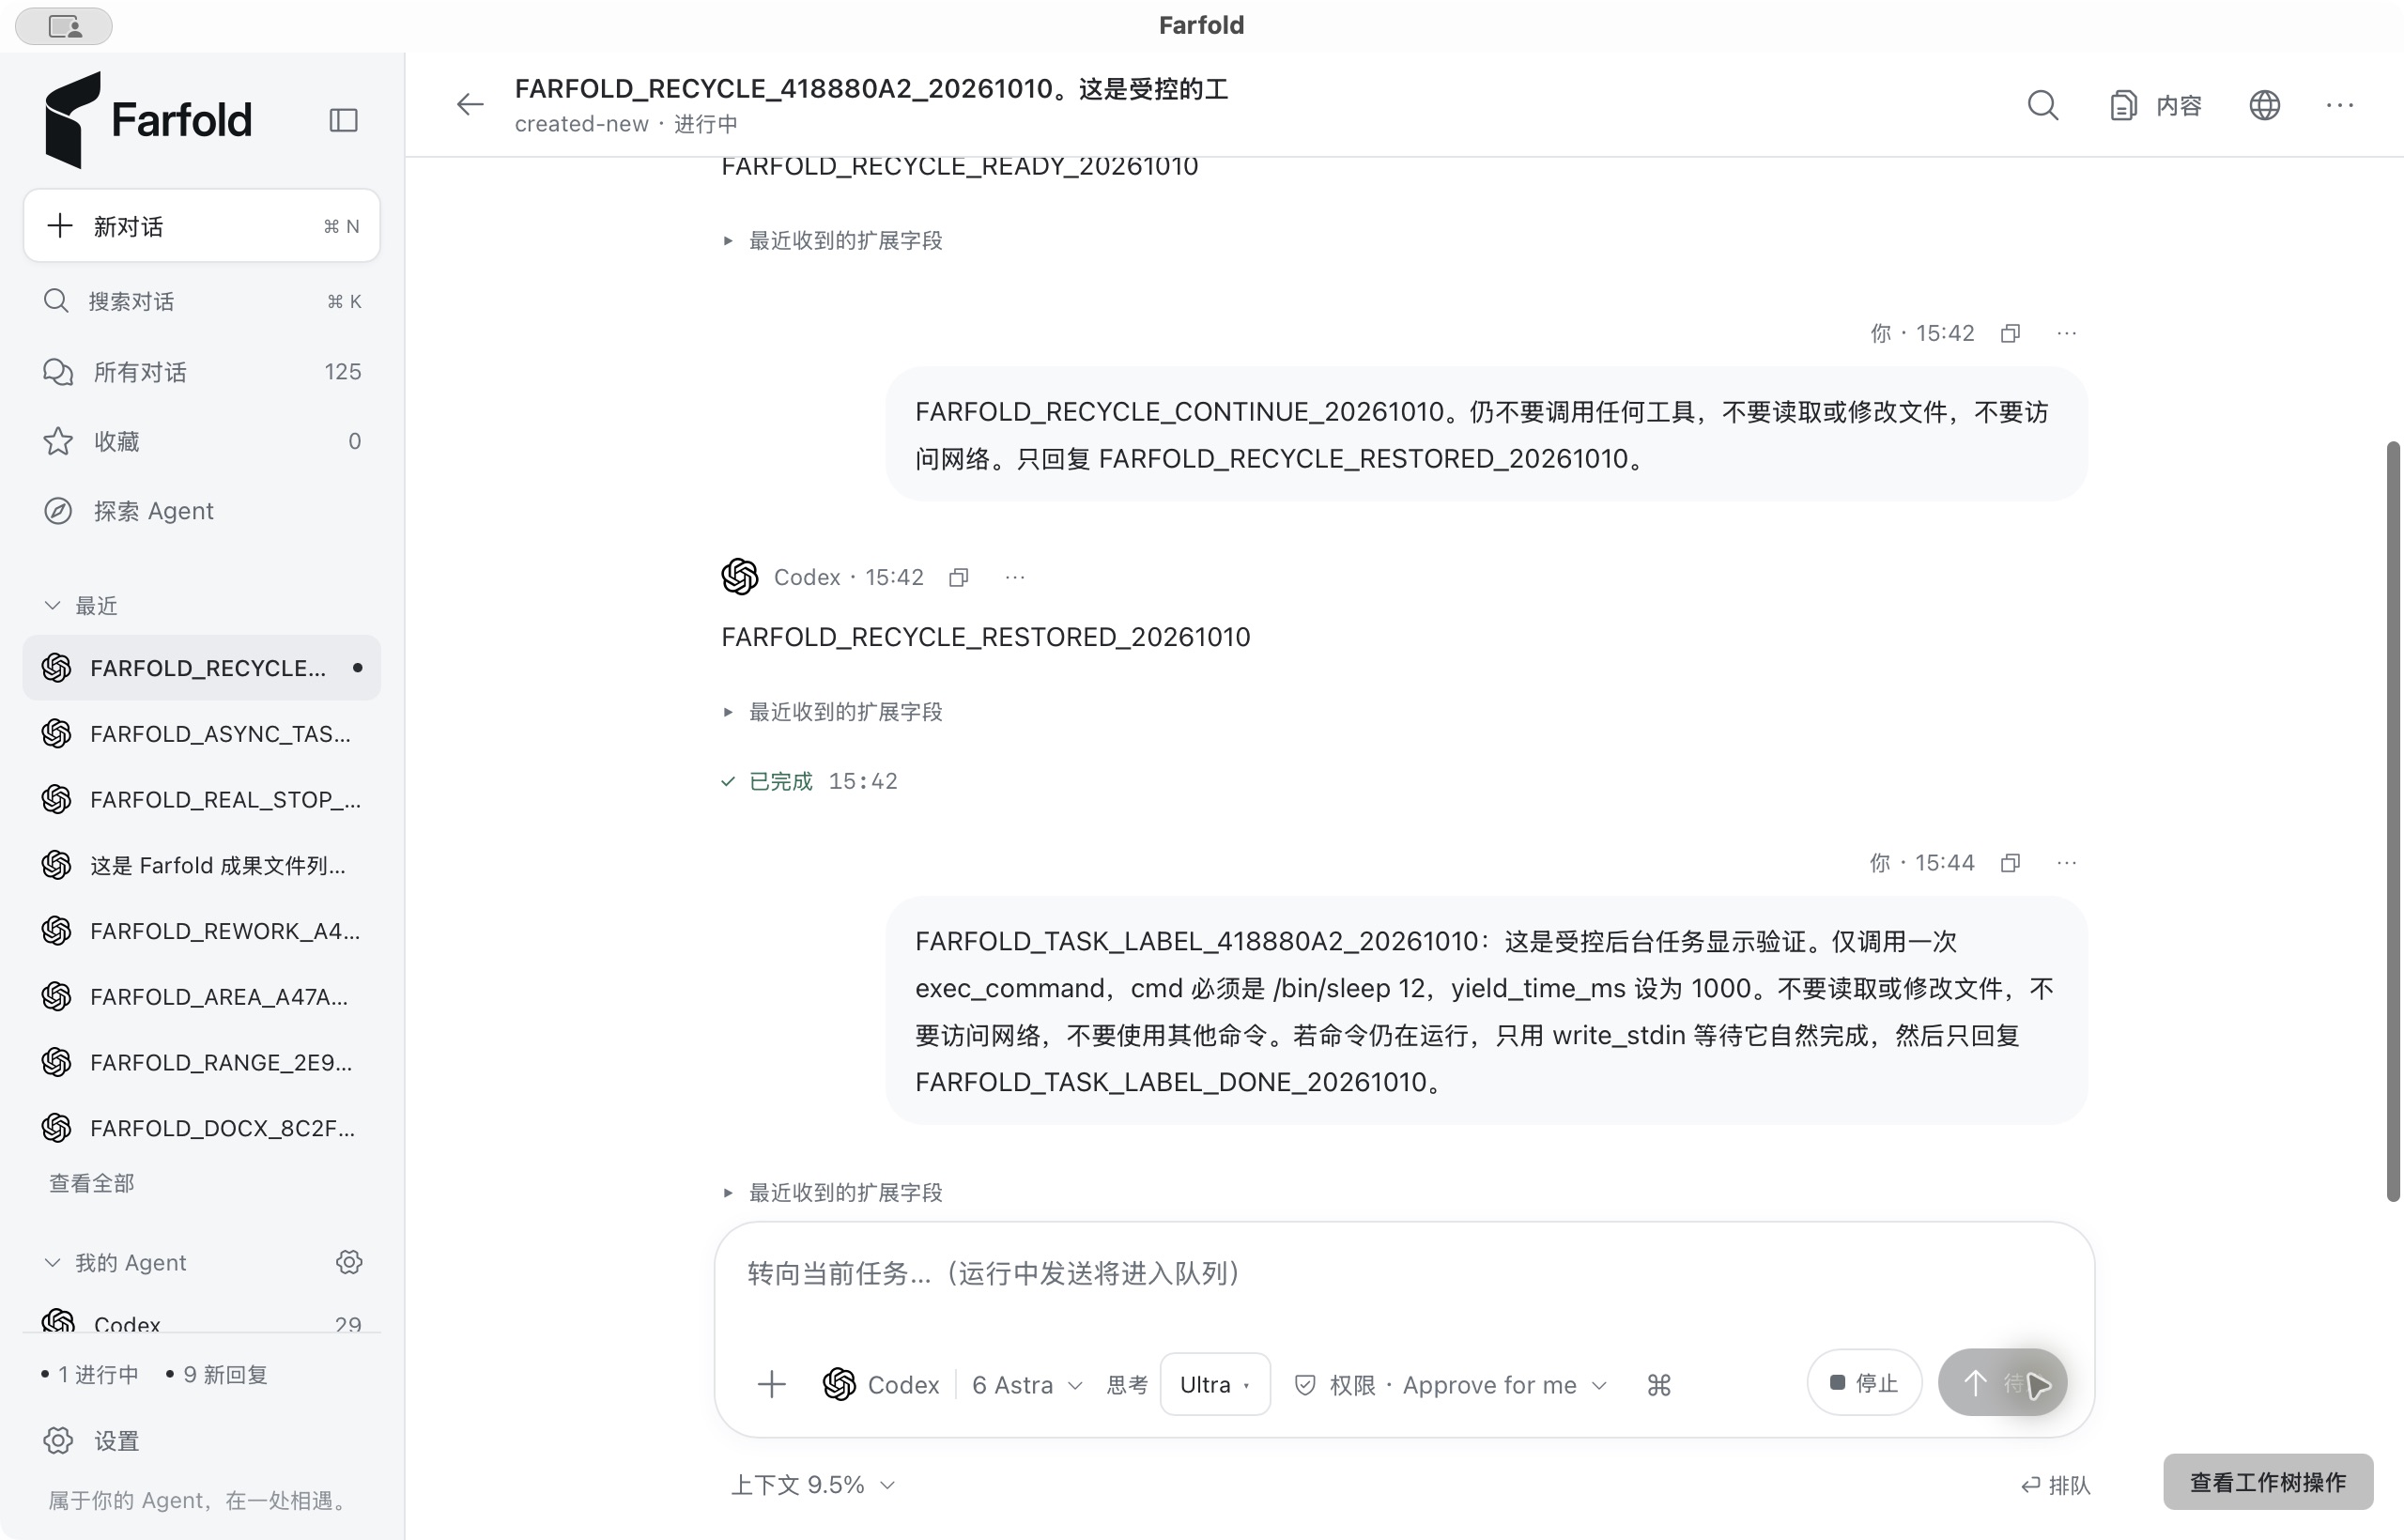 Farfold
Farfold
新对话 ⌘ N
搜索对话 ⌘ K
所有对话 125
收藏 0
探索 Agent
最近
FARFOLD_RECYCLE...
FARFOLD_ASYNC_TAS...
FARFOLD_REAL_STOP_...
这是 Farfold 成果文件列...
FARFOLD_REWORK_A4...
FARFOLD_AREA_A47A...
FARFOLD_RANGE_2E9...
FARFOLD_DOCX_8C2F...
查看全部
我的 Agent
Codex 29
1 进行中 9 新回复
设置
属于你的 Agent，在一处相遇。
FARFOLD_RECYCLE_418880A2_20261010。这是受控的工
created-new · 进行中
内容
FARFOLD_RECYCLE_READY_20261010
最近收到的扩展字段
你 · 15:42
FARFOLD_RECYCLE_CONTINUE_20261010。仍不要调用任何工具，不要读取或修改文件，不要访
问网络。只回复 FARFOLD_RECYCLE_RESTORED_20261010。
Codex · 15:42
FARFOLD_RECYCLE_RESTORED_20261010
最近收到的扩展字段
已完成 15:42
你 · 15:44
FARFOLD_TASK_LABEL_418880A2_20261010：这是受控后台任务显示验证。仅调用一次
exec_command，cmd 必须是 /bin/sleep 12，yield_time_ms 设为 1000。不要读取或修改文件，不
要访问网络，不要使用其他命令。若命令仍在运行，只用 write_stdin 等待它自然完成，然后只回复
FARFOLD_TASK_LABEL_DONE_20261010。
最近收到的扩展字段
转向当前任务...（运行中发送将进入队列）
Codex 6 Astra 思考 Ultra 权限 · Approve for me ⌘ 停止 待
上下文 9.5% 排队
查看工作树操作